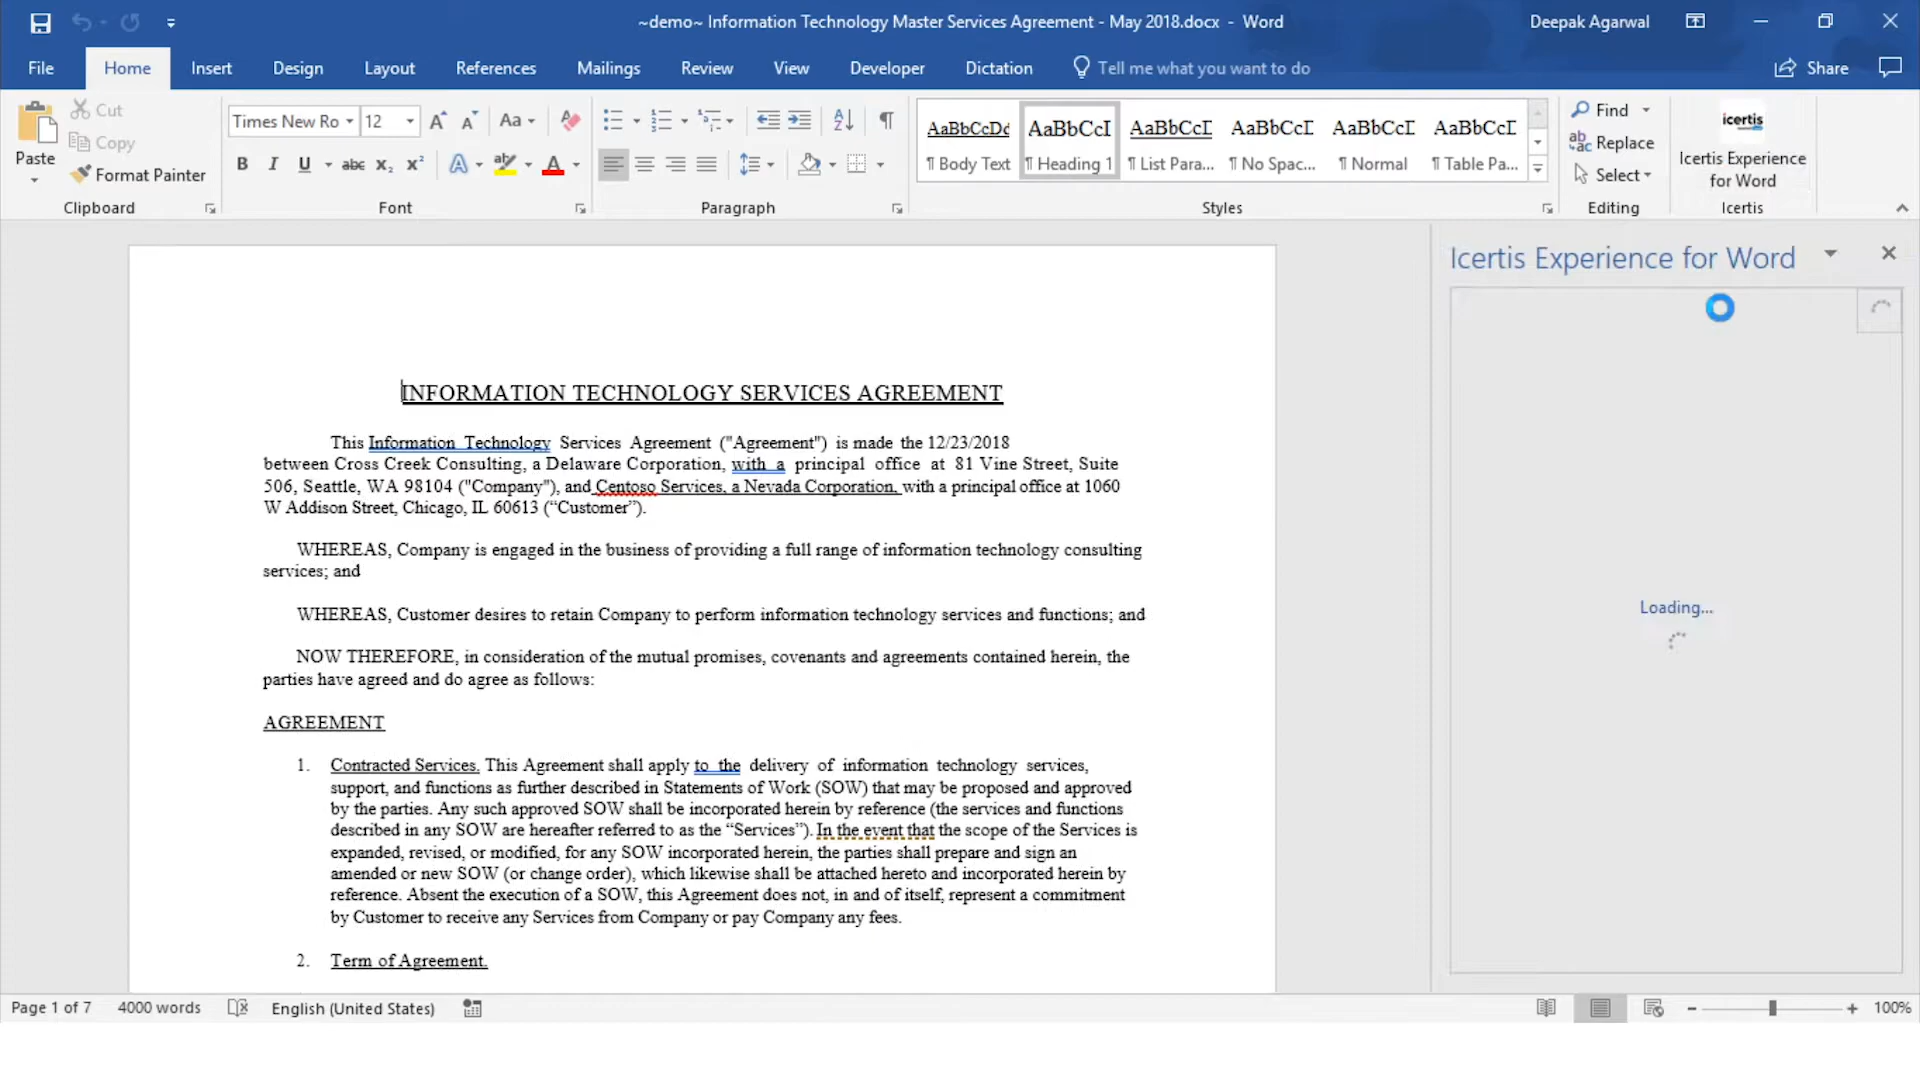 ~demo~ Information Technology Master Services Agreement - May 2018.docx - Word
Deepak Agarwal
File Home Insert Design Layout References Mailings Review View Developer Dictation Tell me what you want to do Share
Paste
Cut
Copy
Format Painter
Clipboard
Times New Ro 12
Font
Paragraph
AaBbCcDc AaBbCcI AaBbCcI AaBbCcI AaBbCcI AaBbCcI
¶ Body Text ¶ Heading 1 ¶ List Para... ¶ No Spac... ¶ Normal ¶ Table Pa...
Styles
Find
Replace
Select
Editing
icertis
Icertis Experience
for Word
Icertis
Icertis Experience for Word
Loading...
INFORMATION TECHNOLOGY SERVICES AGREEMENT
This Information Technology Services Agreement ("Agreement") is made the 12/23/2018
between Cross Creek Consulting, a Delaware Corporation, with a principal office at 81 Vine Street, Suite
506, Seattle, WA 98104 ("Company"), and Centoso Services, a Nevada Corporation, with a principal office at 1060
W Addison Street, Chicago, IL 60613 (“Customer”).
WHEREAS, Company is engaged in the business of providing a full range of information technology consulting
services; and
WHEREAS, Customer desires to retain Company to perform information technology services and functions; and
NOW THEREFORE, in consideration of the mutual promises, covenants and agreements contained herein, the
parties have agreed and do agree as follows:
AGREEMENT
1. Contracted Services. This Agreement shall apply to the delivery of information technology services,
support, and functions as further described in Statements of Work (SOW) that may be proposed and approved
by the parties. Any such approved SOW shall be incorporated herein by reference (the services and functions
described in any SOW are hereafter referred to as the “Services”). In the event that the scope of the Services is
expanded, revised, or modified, for any SOW incorporated herein, the parties shall prepare and sign an
amended or new SOW (or change order), which likewise shall be attached hereto and incorporated herein by
reference. Absent the execution of a SOW, this Agreement does not, in and of itself, represent a commitment
by Customer to receive any Services from Company or pay Company any fees.
2. Term of Agreement.
Page 1 of 7 4000 words English (United States) 100%